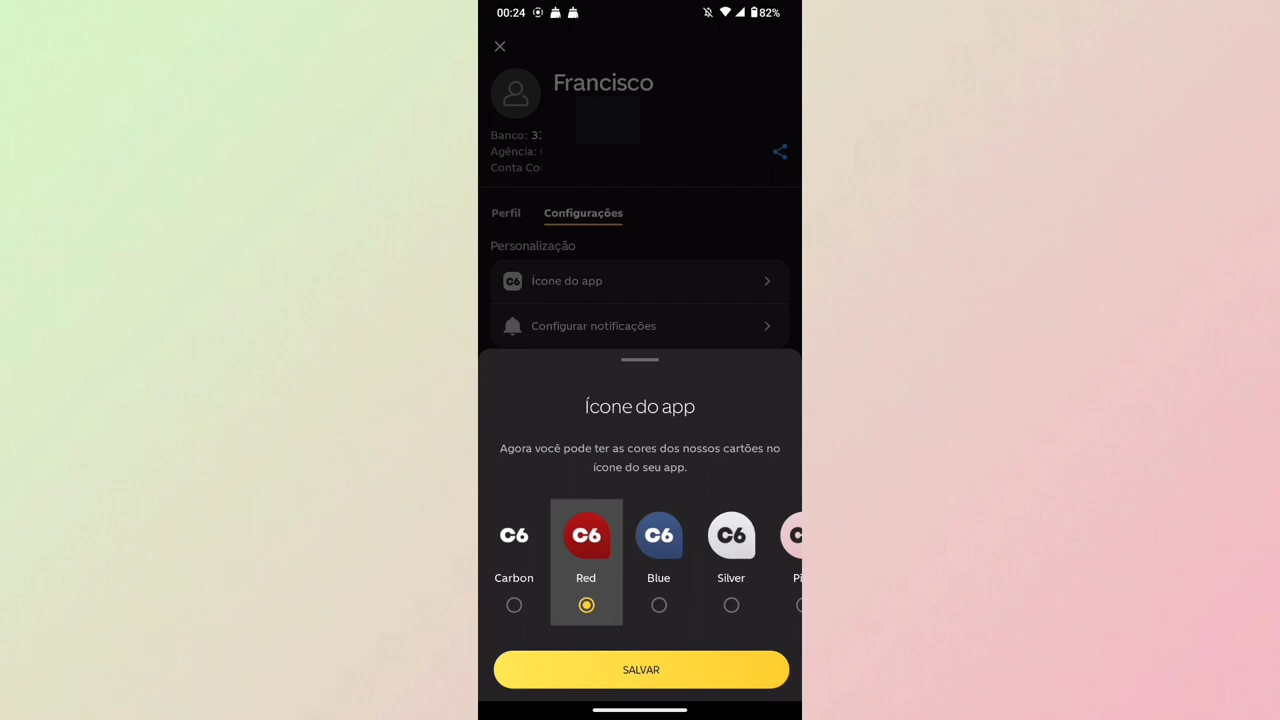 00:24 82%
Francisco
Banco:
Agência:
Conta
Perfil Configurações
Personalização
C6 Ícone do app
Configurar notificações
Ícone do app
Agora você pode ter as cores dos nossos cartões no
ícone do seu app.
C6 C6 C6 C6
Carbon Red Blue Silver
SALVAR